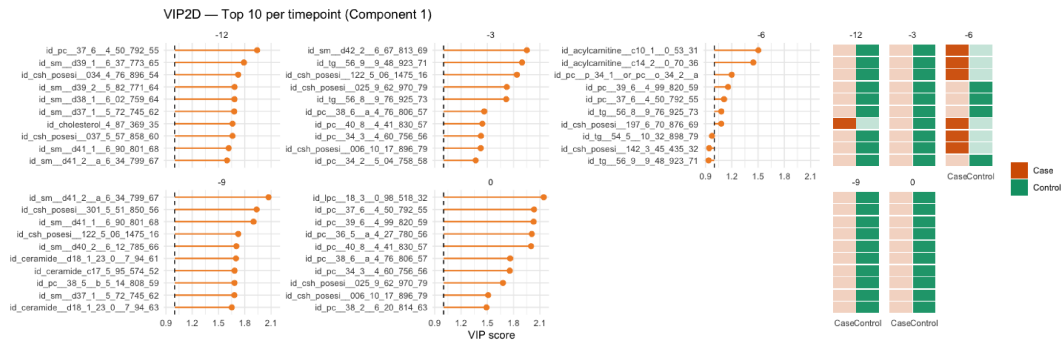 VIP2D — Top 10 per timepoint (Component 1)
-12
id_pc__37_6__4_50_792_55
id_sm__d39_1__6_37_773_65
id_csh_posesi__034_4_76_896_54
id_sm__d39_2__5_82_771_64
id_sm__d38_1__6_02_759_64
id_sm__d37_1__5_72_745_62
id_cholesterol_4_87_369_35
id_csh_posesi__037_5_57_858_60
id_sm__d41_1__6_90_801_68
id_sm__d41_2__a_6_34_799_67
-3
id_sm__d42_2__6_67_813_69
id_tg__56_9__9_48_923_71
id_csh_posesi__122_5_06_1475_16
id_csh_posesi__025_9_62_970_79
id_tg__56_8__9_76_925_73
id_pc__38_6__a_4_76_806_57
id_pc__40_8__4_41_830_57
id_pc__34_3__4_60_756_56
id_csh_posesi__006_10_17_896_79
id_pc__34_2__5_04_758_58
-6
id_acylcarnitine__c10_1__0_53_31
id_acylcarnitine__c14_2__0_70_36
id_pc__p_34_1__or_pc__o_34_2__a
id_pc__39_6__4_99_820_59
id_pc__37_6__4_50_792_55
id_tg__56_8__9_76_925_73
id_csh_posesi__197_6_70_876_69
id_tg__54_5__10_32_898_79
id_csh_posesi__142_3_45_435_32
id_tg__56_9__9_48_923_71
0.9 1.2 1.5 1.8 2.1
-12 -3 -6
CaseControl
Case
Control
-9
id_sm__d41_2__a_6_34_799_67
id_csh_posesi__301_5_51_850_56
id_sm__d41_1__6_90_801_68
id_csh_posesi__122_5_06_1475_16
id_sm__d40_2__6_12_785_66
id_ceramide__d18_1_23_0__7_94_61
id_ceramide_c17_5_95_574_52
id_pc__38_5__b_5_14_808_59
id_sm__d37_1__5_72_745_62
id_ceramide__d18_1_23_0__7_94_63
0.9 1.2 1.5 1.8 2.1
0
id_lpc__18_3__0_98_518_32
id_pc__37_6__4_50_792_55
id_pc__39_6__4_99_820_59
id_pc__36_5__a_4_27_780_56
id_pc__40_8__4_41_830_57
id_pc__38_6__a_4_76_806_57
id_pc__34_3__4_60_756_56
id_csh_posesi__025_9_62_970_79
id_csh_posesi__006_10_17_896_79
id_pc__38_2__6_20_814_63
0.9 1.2 1.5 1.8 2.1
VIP score
-9 0
CaseControl CaseControl